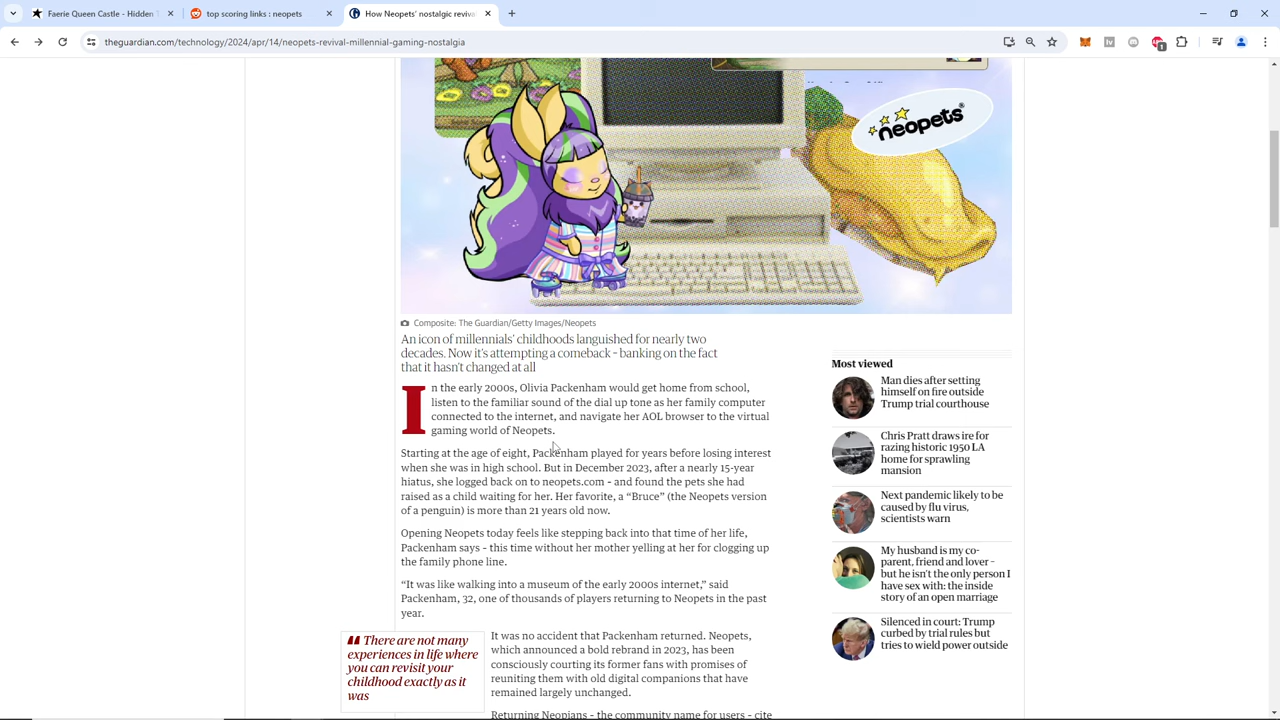 Faerie Queen Castle - Hidden T
top scoring links : neopets
How Neopets' nostalgic reviva
theguardian.com/technology/2024/apr/14/neopets-revival-millennial-gaming-nostalgia
1
neopets
Composite: The Guardian/Getty Images/Neopets
An icon of millennials' childhoods languished for nearly two
decades. Now it's attempting a comeback – banking on the fact
that it hasn't changed at all
In the early 2000s, Olivia Packenham would get home from school,
listen to the familiar sound of the dial up tone as her family computer
connected to the internet, and navigate her AOL browser to the virtual
gaming world of Neopets.
Starting at the age of eight, Packenham played for years before losing interest
when she was in high school. But in December 2023, after a nearly 15-year
hiatus, she logged back on to neopets.com – and found the pets she had
raised as a child waiting for her. Her favorite, a “Bruce” (the Neopets version
of a penguin) is more than 21 years old now.
Opening Neopets today feels like stepping back into that time of her life,
Packenham says – this time without her mother yelling at her for clogging up
the family phone line.
“It was like walking into a museum of the early 2000s internet,” said
Packenham, 32, one of thousands of players returning to Neopets in the past
year.
There are not many
experiences in life where
you can revisit your
childhood exactly as it
was
It was no accident that Packenham returned. Neopets,
which announced a bold rebrand in 2023, has been
consciously courting its former fans with promises of
reuniting them with old digital companions that have
remained largely unchanged.
Returning Neopians – the community name for users – cite
Most viewed
Man dies after setting
himself on fire outside
Trump trial courthouse
Chris Pratt draws ire for
razing historic 1950 LA
home for sprawling
mansion
Next pandemic likely to be
caused by flu virus,
scientists warn
My husband is my co-
parent, friend and lover –
but he isn't the only person I
have sex with: the inside
story of an open marriage
Silenced in court: Trump
curbed by trial rules but
tries to wield power outside